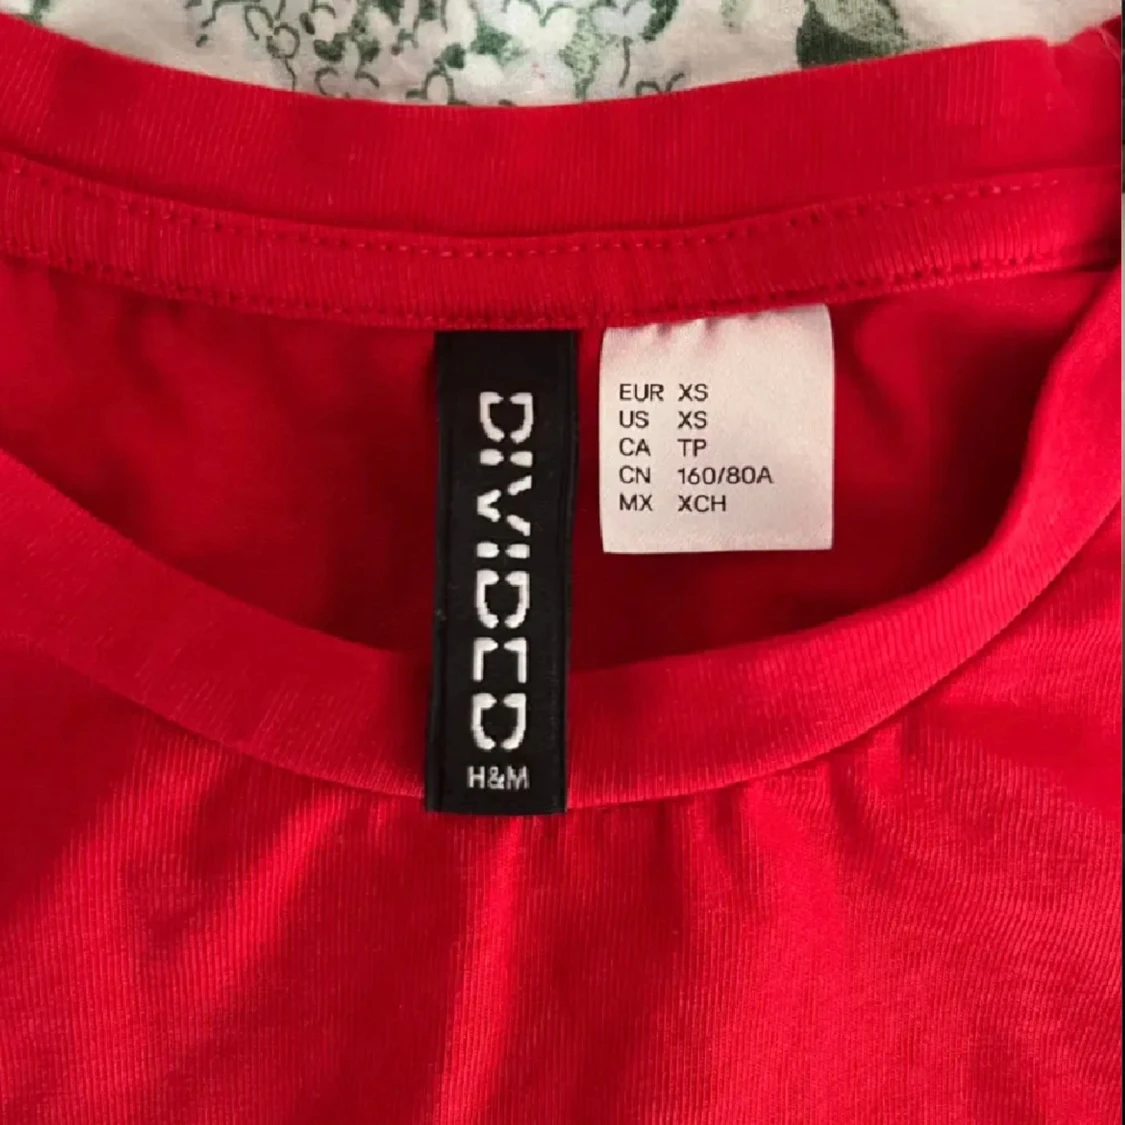 DIVIDED
H&M
EUR XS
US XS
CA TP
CN 160/80A
MX XCH